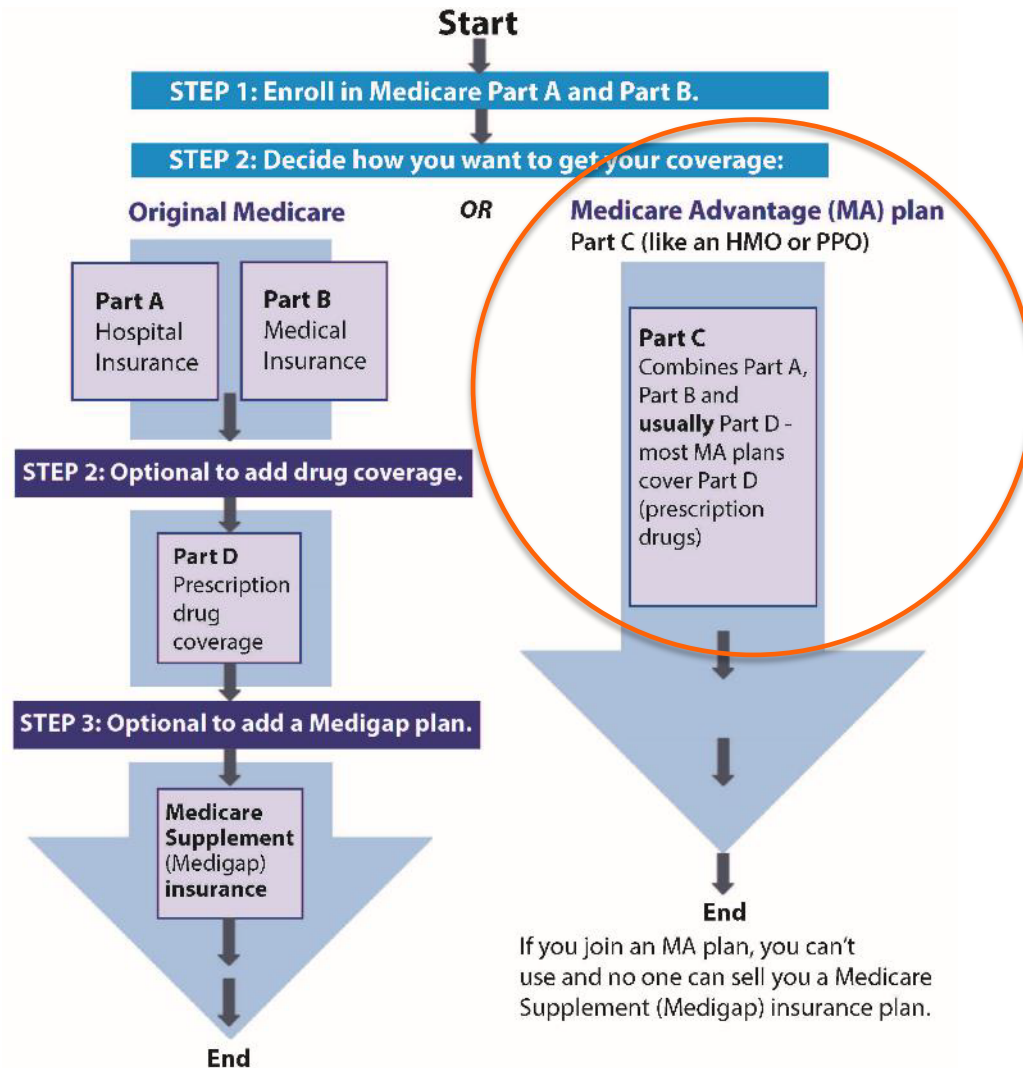 Start
STEP 1: Enroll in Medicare Part A and Part B.
STEP 2: Decide how you want to get your coverage:
Original Medicare
OR
Medicare Advantage (MA) plan
Part C (like an HMO or PPO)
Part A
Hospital
Insurance
Part B
Medical
Insurance
STEP 2: Optional to add drug coverage.
Part D
Prescription
drug
coverage
STEP 3: Optional to add a Medigap plan.
Medicare
Supplement
(Medigap)
insurance
End
Part C
Combines Part A,
Part B and
usually Part D -
most MA plans
cover Part D
(prescription
drugs)
End
If you join an MA plan, you can't
use and no one can sell you a Medicare
Supplement (Medigap) insurance plan.